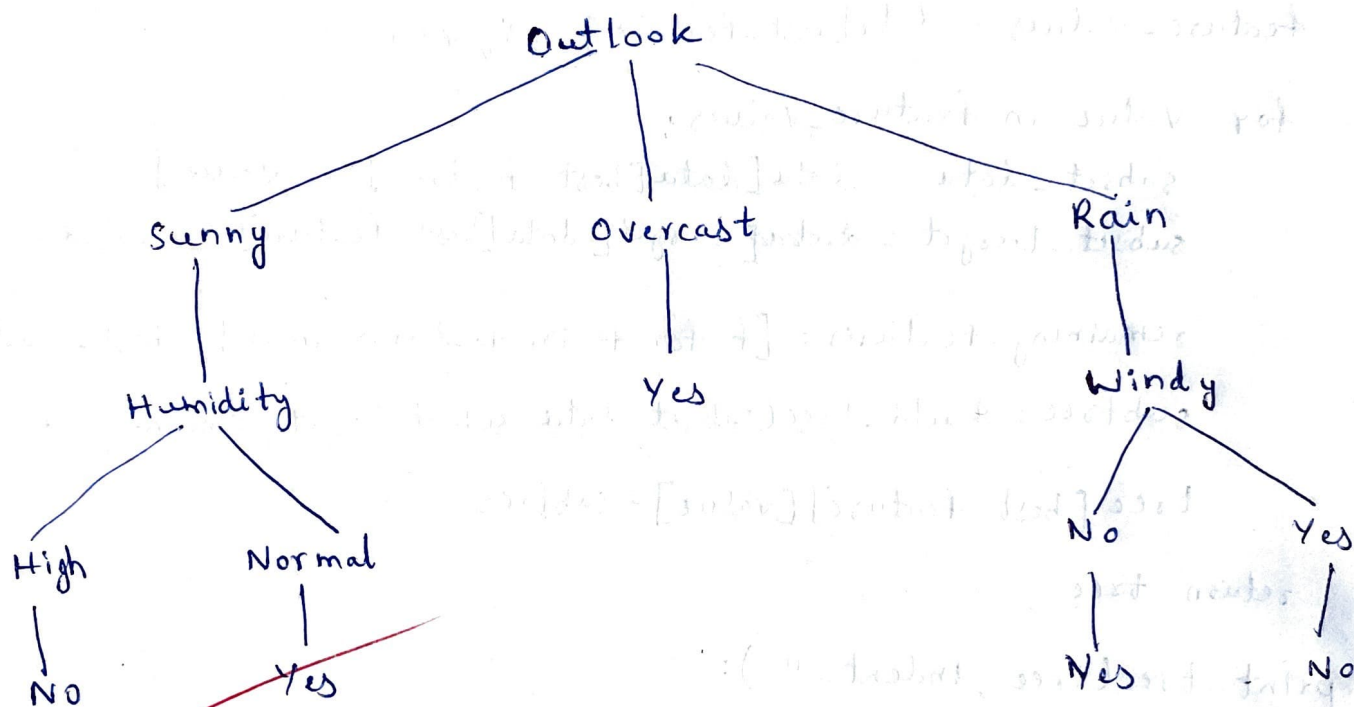 Outlook
Sunny Overcast Rain
Humidity Yes Windy
High Normal No Yes
No Yes Yes No